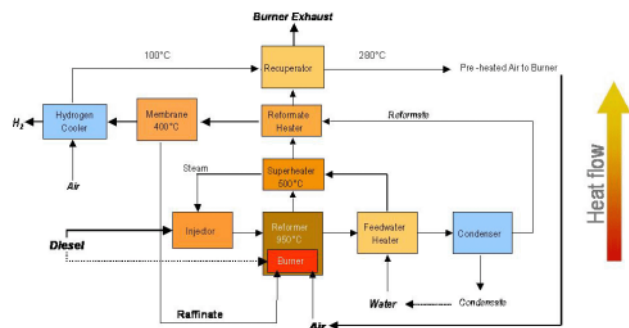 Burner Exhaust
100°C
280°C
Recuperator
Pre-heated Air to Burner
H2
Hydrogen
Cooler
Membrane
400°C
Reformate
Heater
Reformate
Air
Steam
Superheater
500°C
Diesel
Injector
Reformer
950°C
Burner
Feedwater
Heater
Condenser
Water
Condensate
Raffinate
Air
Heat flow